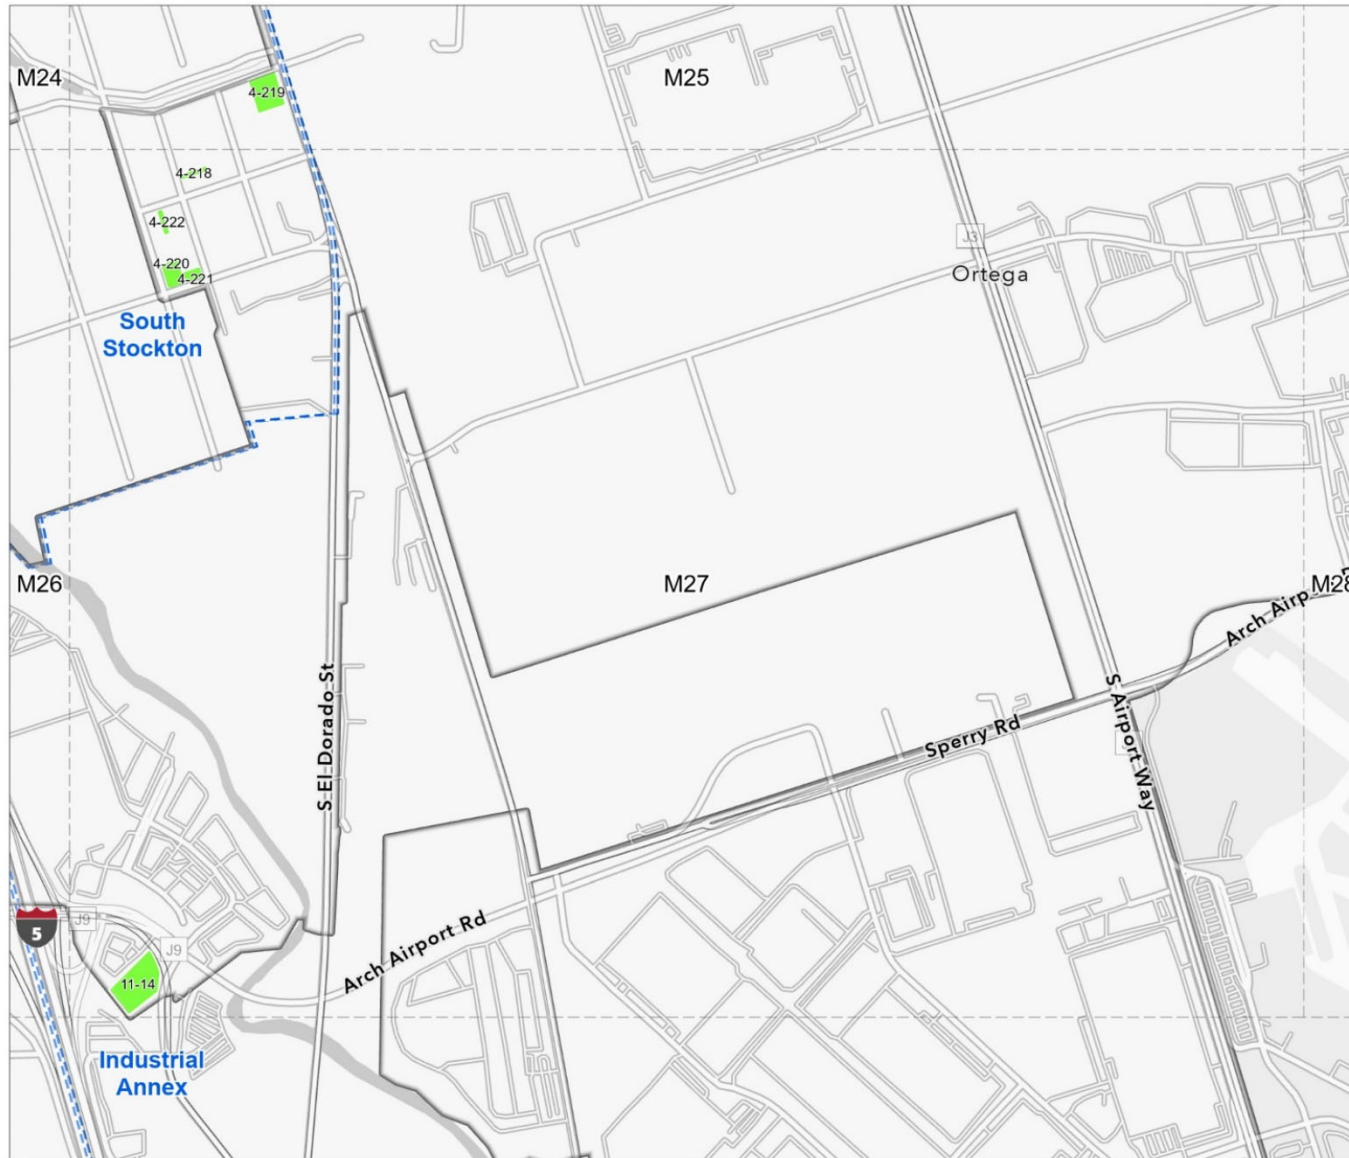 M24
M25
4-219
4-218
4-222
J3
4-220
Ortega
4-221
South
Stockton
M26
M27
M28
Arch Airp
S El Dorado St
Sperry Rd
S Airport Way
5
J9
Arch Airport Rd
J9
11-14
Industrial
Annex